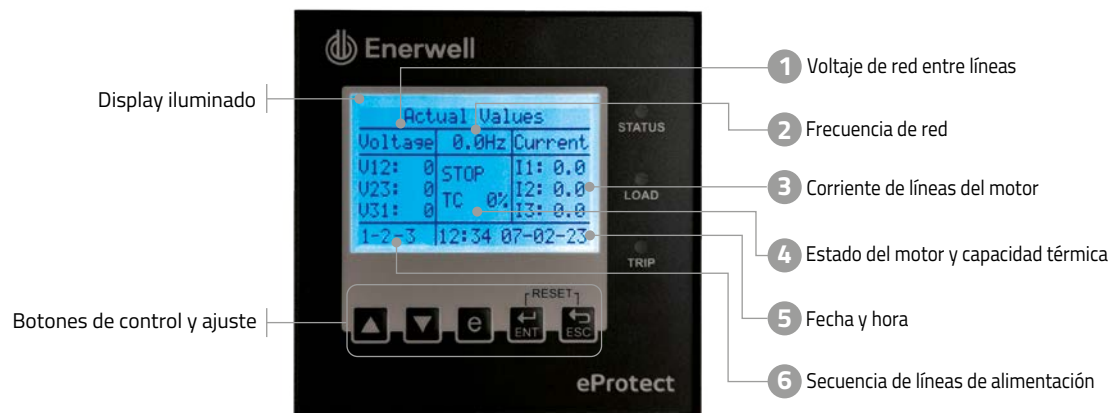 Enerwell
Display iluminado
Actual Values
Voltage 0.0Hz Current
V12: 0 STOP I1: 0.0
V23: 0 TC 0% I2: 0.0
V31: 0 I3: 0.0
1-2-3 12:34 07-02-23
STATUS
LOAD
TRIP
Botones de control y ajuste
RESET
e ENT ESC
eProtect
1 Voltaje de red entre líneas
2 Frecuencia de red
3 Corriente de líneas del motor
4 Estado del motor y capacidad térmica
5 Fecha y hora
6 Secuencia de líneas de alimentación